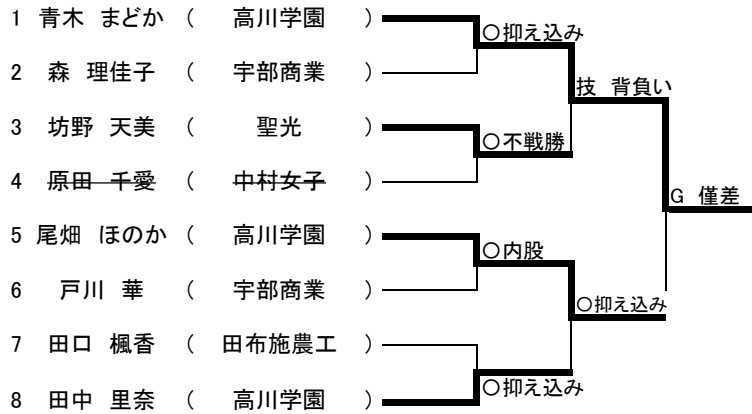 1 青木 まどか ( 高川学園 )
○抑え込み
2 森 理佳子 ( 宇部商業 )
技 背負い
3 坊野 天美 ( 聖光 )
○不戦勝
4 原田 千愛 ( 中村女子 )
G 僅差
5 尾畑 ほのか ( 高川学園 )
○内股
6 戸川 華 ( 宇部商業 )
○抑え込み
7 田口 楓香 ( 田布施農工 )
8 田中 里奈 ( 高川学園 )
○抑え込み